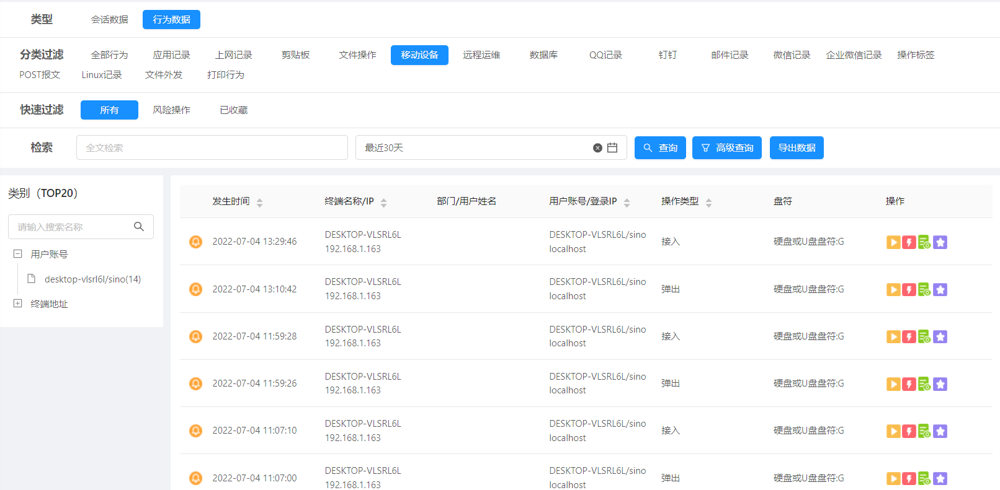 类型 会话数据 行为数据
分类过滤 全部行为 应用记录 上网记录 剪贴板 文件操作 移动设备 远程运维 数据库 QQ记录 钉钉 邮件记录 微信记录 企业微信记录 操作标签
POST报文 Linux记录 文件外发 打印行为
快速过滤 所有 风险操作 已收藏
检索 全文检索 最近30天 查询 高级查询 导出数据
类别（TOP20）
请输入搜索名称
用户账号
desktop-vlsrl6l/sino(14)
终端地址
发生时间 终端名称/IP 部门/用户姓名 用户账号/登录IP 操作类型 盘符 操作
2022-07-04 13:29:46 DESKTOP-VLSRL6L DESKTOP-VLSRL6L/sino 接入 硬盘或U盘盘符:G
192.168.1.163 localhost
2022-07-04 13:10:42 DESKTOP-VLSRL6L DESKTOP-VLSRL6L/sino 弹出 硬盘或U盘盘符:G
192.168.1.163 localhost
2022-07-04 11:59:28 DESKTOP-VLSRL6L DESKTOP-VLSRL6L/sino 接入 硬盘或U盘盘符:G
192.168.1.163 localhost
2022-07-04 11:59:26 DESKTOP-VLSRL6L DESKTOP-VLSRL6L/sino 弹出 硬盘或U盘盘符:G
192.168.1.163 localhost
2022-07-04 11:07:10 DESKTOP-VLSRL6L DESKTOP-VLSRL6L/sino 接入 硬盘或U盘盘符:G
192.168.1.163 localhost
2022-07-04 11:07:00 DESKTOP-VLSRL6L DESKTOP-VLSRL6L/sino 弹出 硬盘或U盘盘符:G
192.168.1.163 localhost